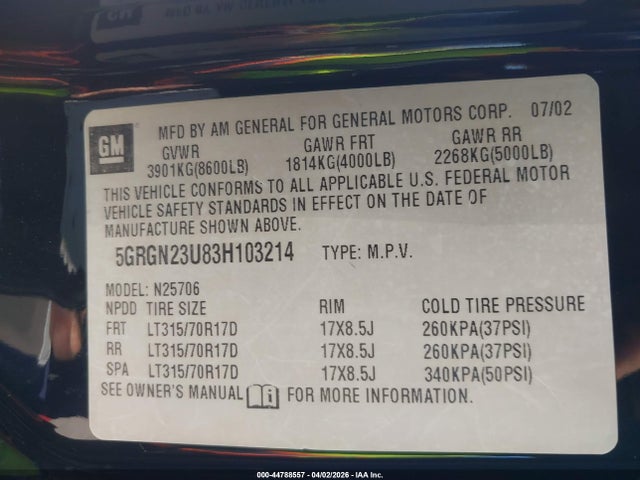 GM
MFD BY AM GENERAL FOR GENERAL MOTORS CORP. 07/02
GVWR GAWR FRT GAWR RR
3901KG(8600LB) 1814KG(4000LB) 2268KG(5000LB)
THIS VEHICLE CONFORMS TO ALL APPLICABLE U.S. FEDERAL MOTOR
VEHICLE SAFETY STANDARDS IN EFFECT ON THE DATE OF
MANUFACTURE SHOWN ABOVE.
5GRGN23U83H103214 TYPE: M.P.V.
MODEL: N25706
NPDD TIRE SIZE RIM COLD TIRE PRESSURE
FRT LT315/70R17D 17X8.5J 260KPA(37PSI)
RR LT315/70R17D 17X8.5J 260KPA(37PSI)
SPA LT315/70R17D 17X8.5J 340KPA(50PSI)
SEE OWNER'S MANUAL FOR MORE INFORMATION.
000-44788557 - 04/02/2026 - IAA Inc.